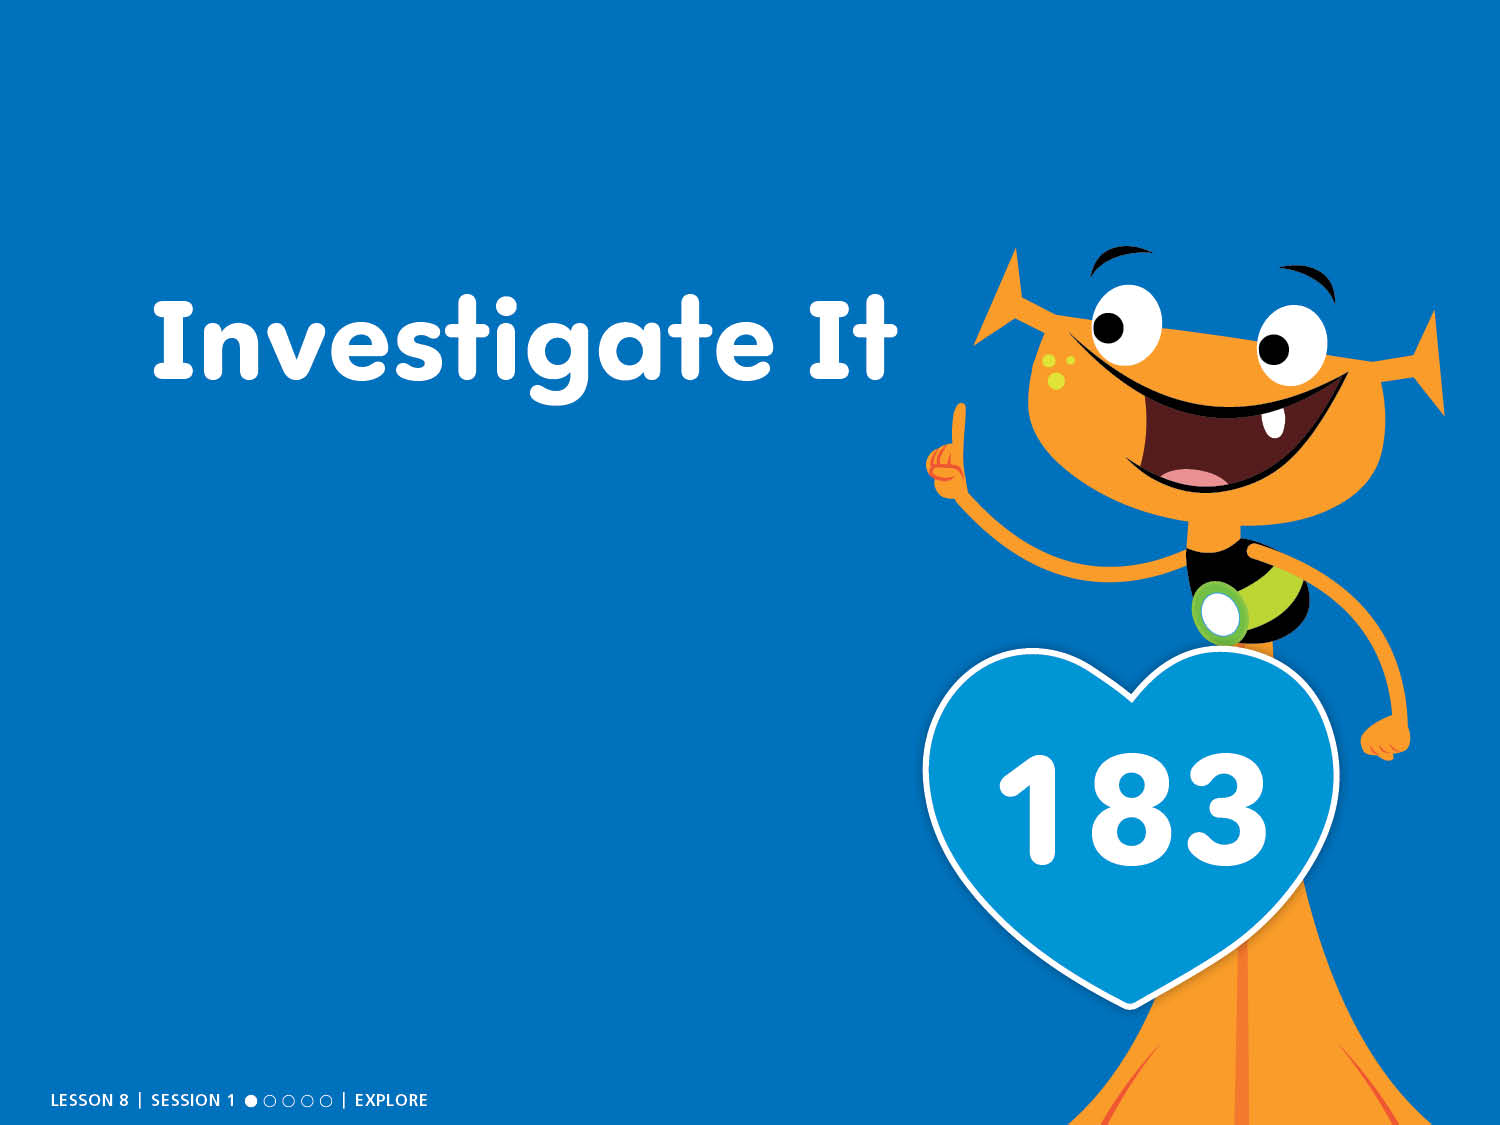 Investigate It
183
LESSON 8 | SESSION 1 ●○○○○ | EXPLORE